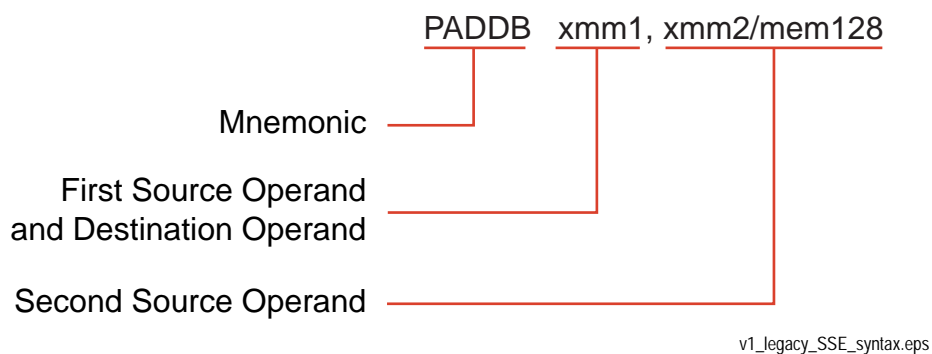 PADDB xmm1, xmm2/mem128
Mnemonic
First Source Operand
and Destination Operand
Second Source Operand
v1_legacy_SSE_syntax.eps